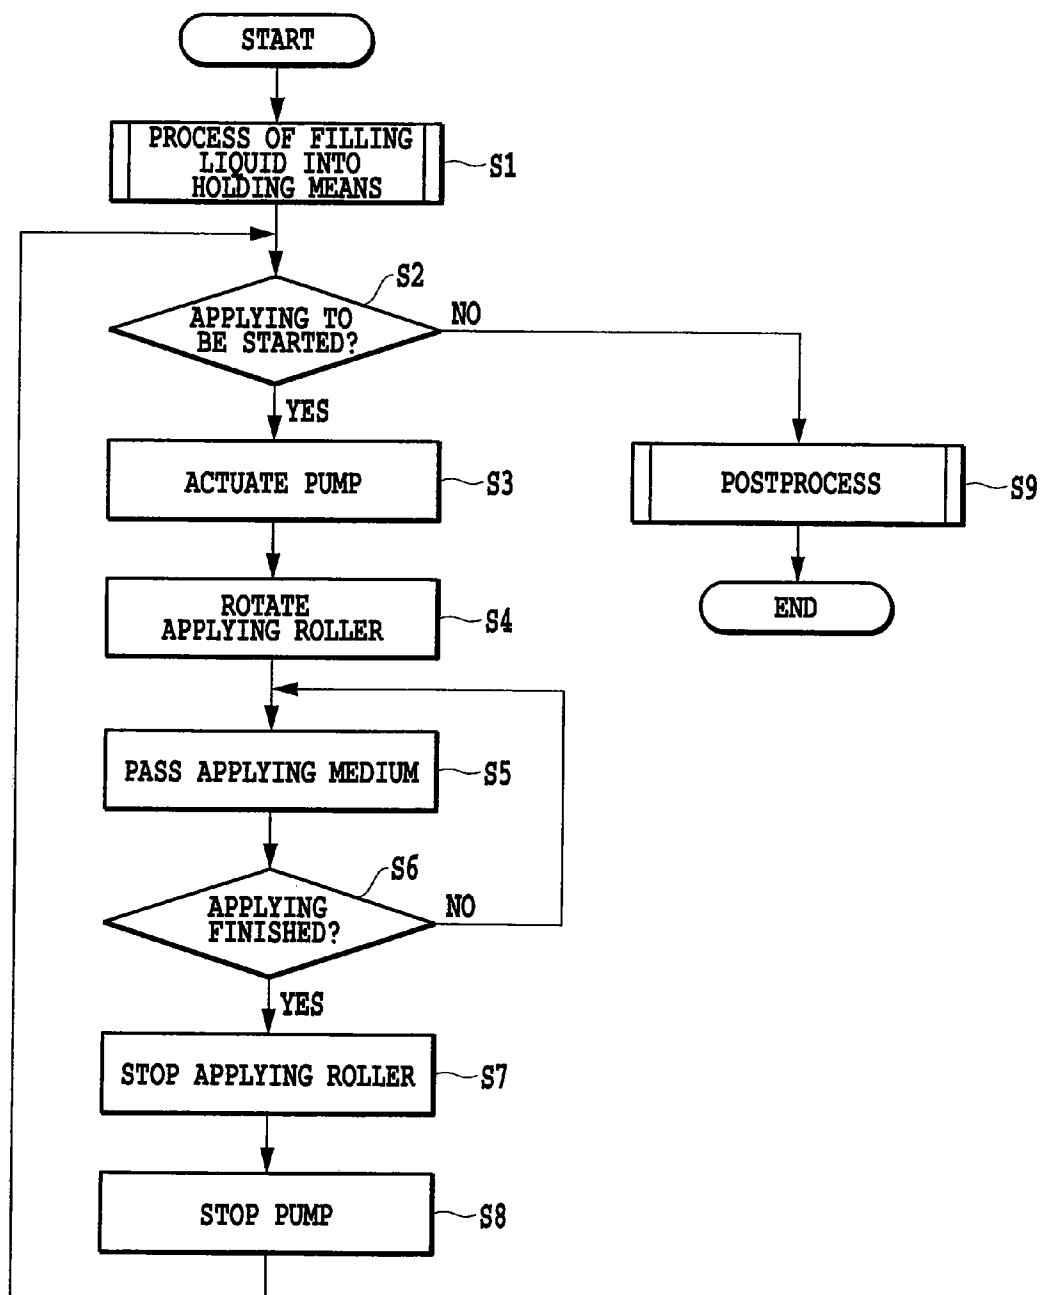 START
PROCESS OF FILLING
LIQUID INTO
HOLDING MEANS
S1
S2
APPLYING TO
BE STARTED?
NO
YES
ACTUATE PUMP
S3
POSTPROCESS
S9
ROTATE
APPLYING ROLLER
S4
END
PASS APPLYING MEDIUM
S5
S6
APPLYING
FINISHED?
NO
YES
STOP APPLYING ROLLER
S7
STOP PUMP
S8